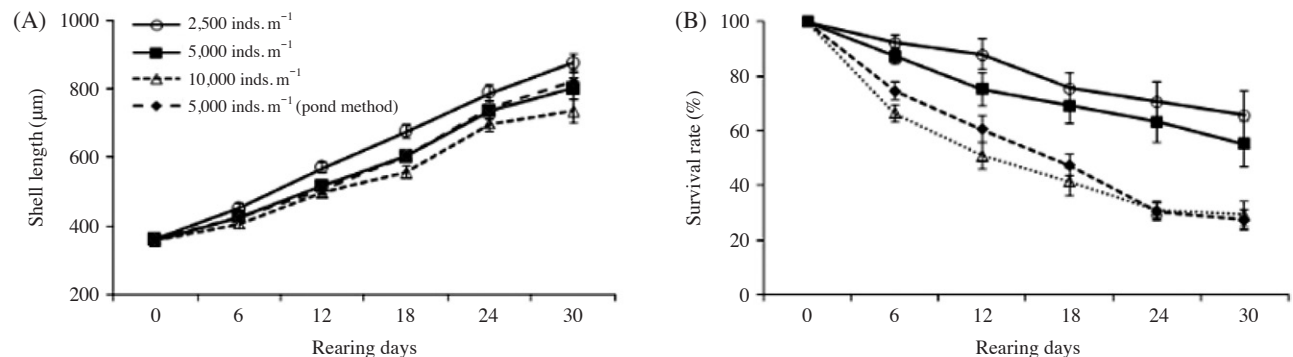 (A)
1000
800
600
400
200
Shell length (μm)
2,500 inds. m⁻¹
5,000 inds. m⁻¹
10,000 inds. m⁻¹
5,000 inds. m⁻¹ (pond method)
0 6 12 18 24 30
Rearing days
(B)
100
80
60
40
20
0
Survival rate (%)
0 6 12 18 24 30
Rearing days